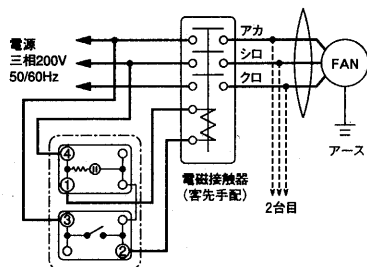 電源
三相200V
50/60Hz
アカ
シロ
クロ
FAN
アース
電磁接触器
(客先手配)
2台目
④
①
③
②